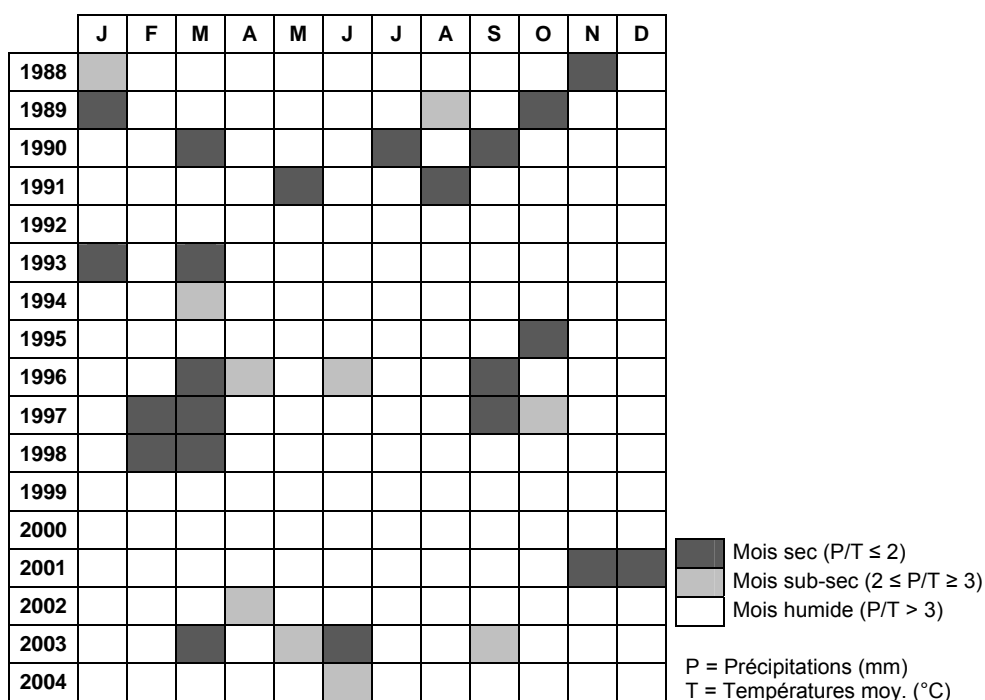 J F M A M J J A S O N D
1988
1989
1990
1991
1992
1993
1994
1995
1996
1997
1998
1999
2000
2001
2002
2003
2004
Mois sec (P/T ≤ 2)
Mois sub-sec (2 ≤ P/T ≥ 3)
Mois humide (P/T > 3)
P = Précipitations (mm)
T = Températures moy. (°C)